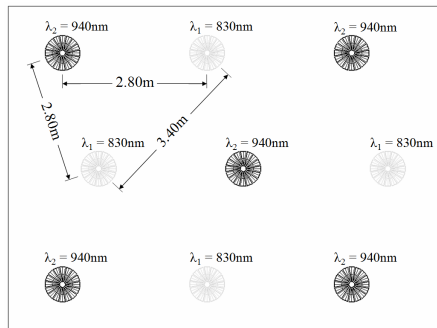 λ₂ = 940nm
λ₁ = 830nm
λ₂ = 940nm
2.80m
2.80m
3.40m
λ₁ = 830nm
λ₂ = 940nm
λ₁ = 830nm
λ₂ = 940nm
λ₁ = 830nm
λ₂ = 940nm